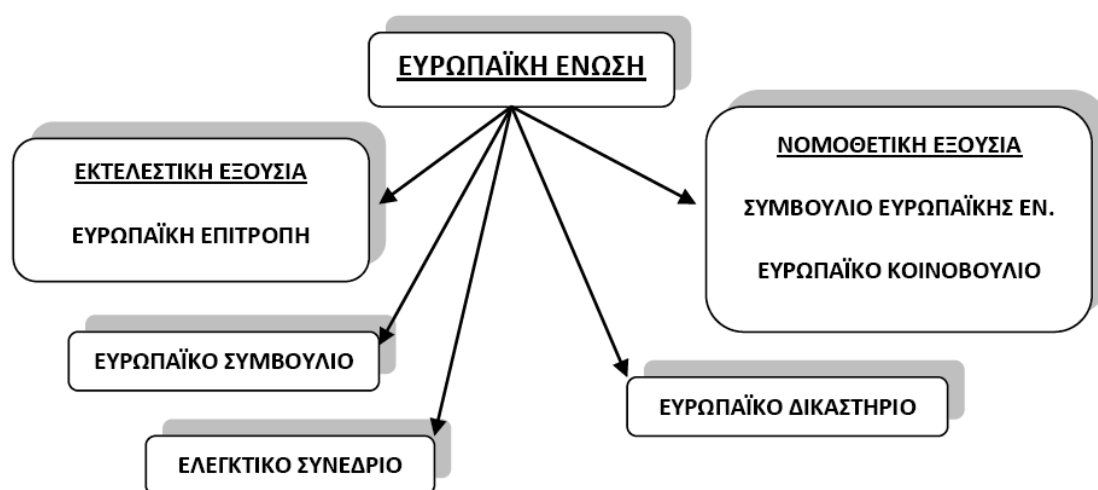 ΕΥΡΩΠΑΪΚΗ ΕΝΩΣΗ
ΕΚΤΕΛΕΣΤΙΚΗ ΕΞΟΥΣΙΑ
ΕΥΡΩΠΑΪΚΗ ΕΠΙΤΡΟΠΗ
ΝΟΜΟΘΕΤΙΚΗ ΕΞΟΥΣΙΑ
ΣΥΜΒΟΥΛΙΟ ΕΥΡΩΠΑΪΚΗΣ ΕΝ.
ΕΥΡΩΠΑΪΚΟ ΚΟΙΝΟΒΟΥΛΙΟ
ΕΥΡΩΠΑΪΚΟ ΣΥΜΒΟΥΛΙΟ
ΕΥΡΩΠΑΪΚΟ ΔΙΚΑΣΤΗΡΙΟ
ΕΛΕΓΚΤΙΚΟ ΣΥΝΕΔΡΙΟ